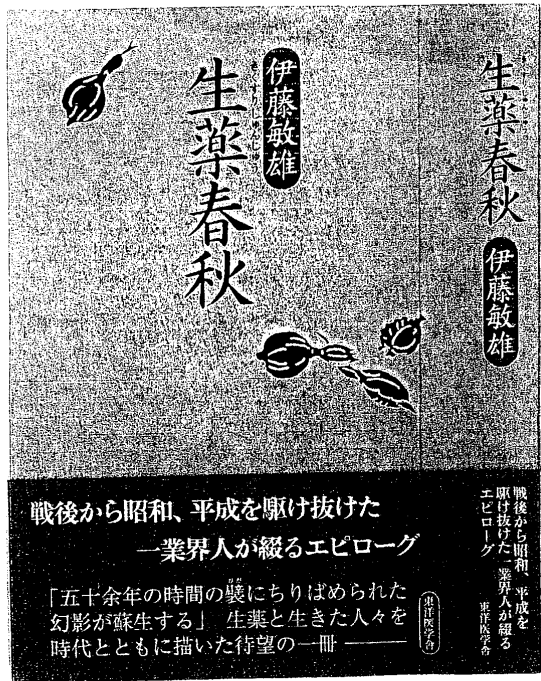 伊藤敏雄
生薬春秋
戦後から昭和、平成を駆け抜けた
一業界人が綴るエピローグ
「五十余年の時間の襞にちりばめられた
幻影が蘇生する」 生薬と生きた人々を
時代とともに描いた待望の一冊———
東洋医学舎
生薬春秋
伊藤敏雄
戦後から昭和、平成を
駆け抜けた一業界人が綴る
エピローグ
東洋医学舎